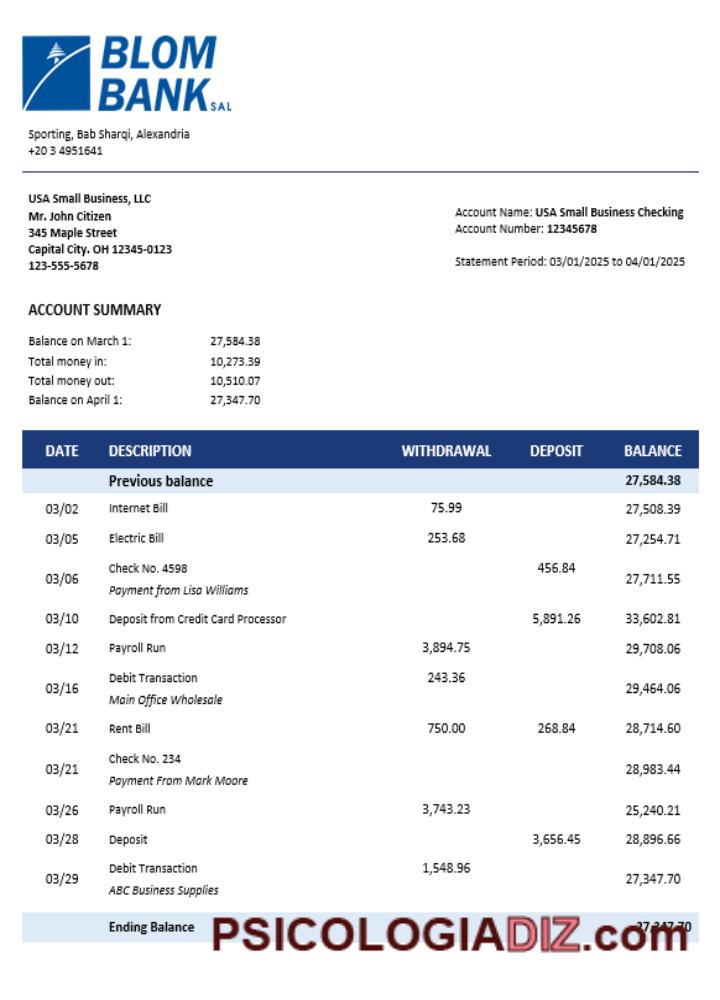 BLOM
BANK SAL
Sporting, Bab Sharqi, Alexandria
+20 3 4951641
USA Small Business, LLC
Mr. John Citizen
345 Maple Street
Capital City. OH 12345-0123
123-555-5678
Account Name: USA Small Business Checking
Account Number: 12345678
Statement Period: 03/01/2025 to 04/01/2025
ACCOUNT SUMMARY
Balance on March 1: 27,584.38
Total money in: 10,273.39
Total money out: 10,510.07
Balance on April 1: 27,347.70
DATE DESCRIPTION WITHDRAWAL DEPOSIT BALANCE
Previous balance 27,584.38
03/02 Internet Bill 75.99 27,508.39
03/05 Electric Bill 253.68 27,254.71
03/06 Check No. 4598 456.84 27,711.55
Payment from Lisa Williams
03/10 Deposit from Credit Card Processor 5,891.26 33,602.81
03/12 Payroll Run 3,894.75 29,708.06
03/16 Debit Transaction 243.36 29,464.06
Main Office Wholesale
03/21 Rent Bill 750.00 268.84 28,714.60
03/21 Check No. 234 28,983.44
Payment From Mark Moore
03/26 Payroll Run 3,743.23 25,240.21
03/28 Deposit 3,656.45 28,896.66
03/29 Debit Transaction 1,548.96 27,347.70
ABC Business Supplies
Ending Balance 27,347.70
PSICOLOGIADIZ.com